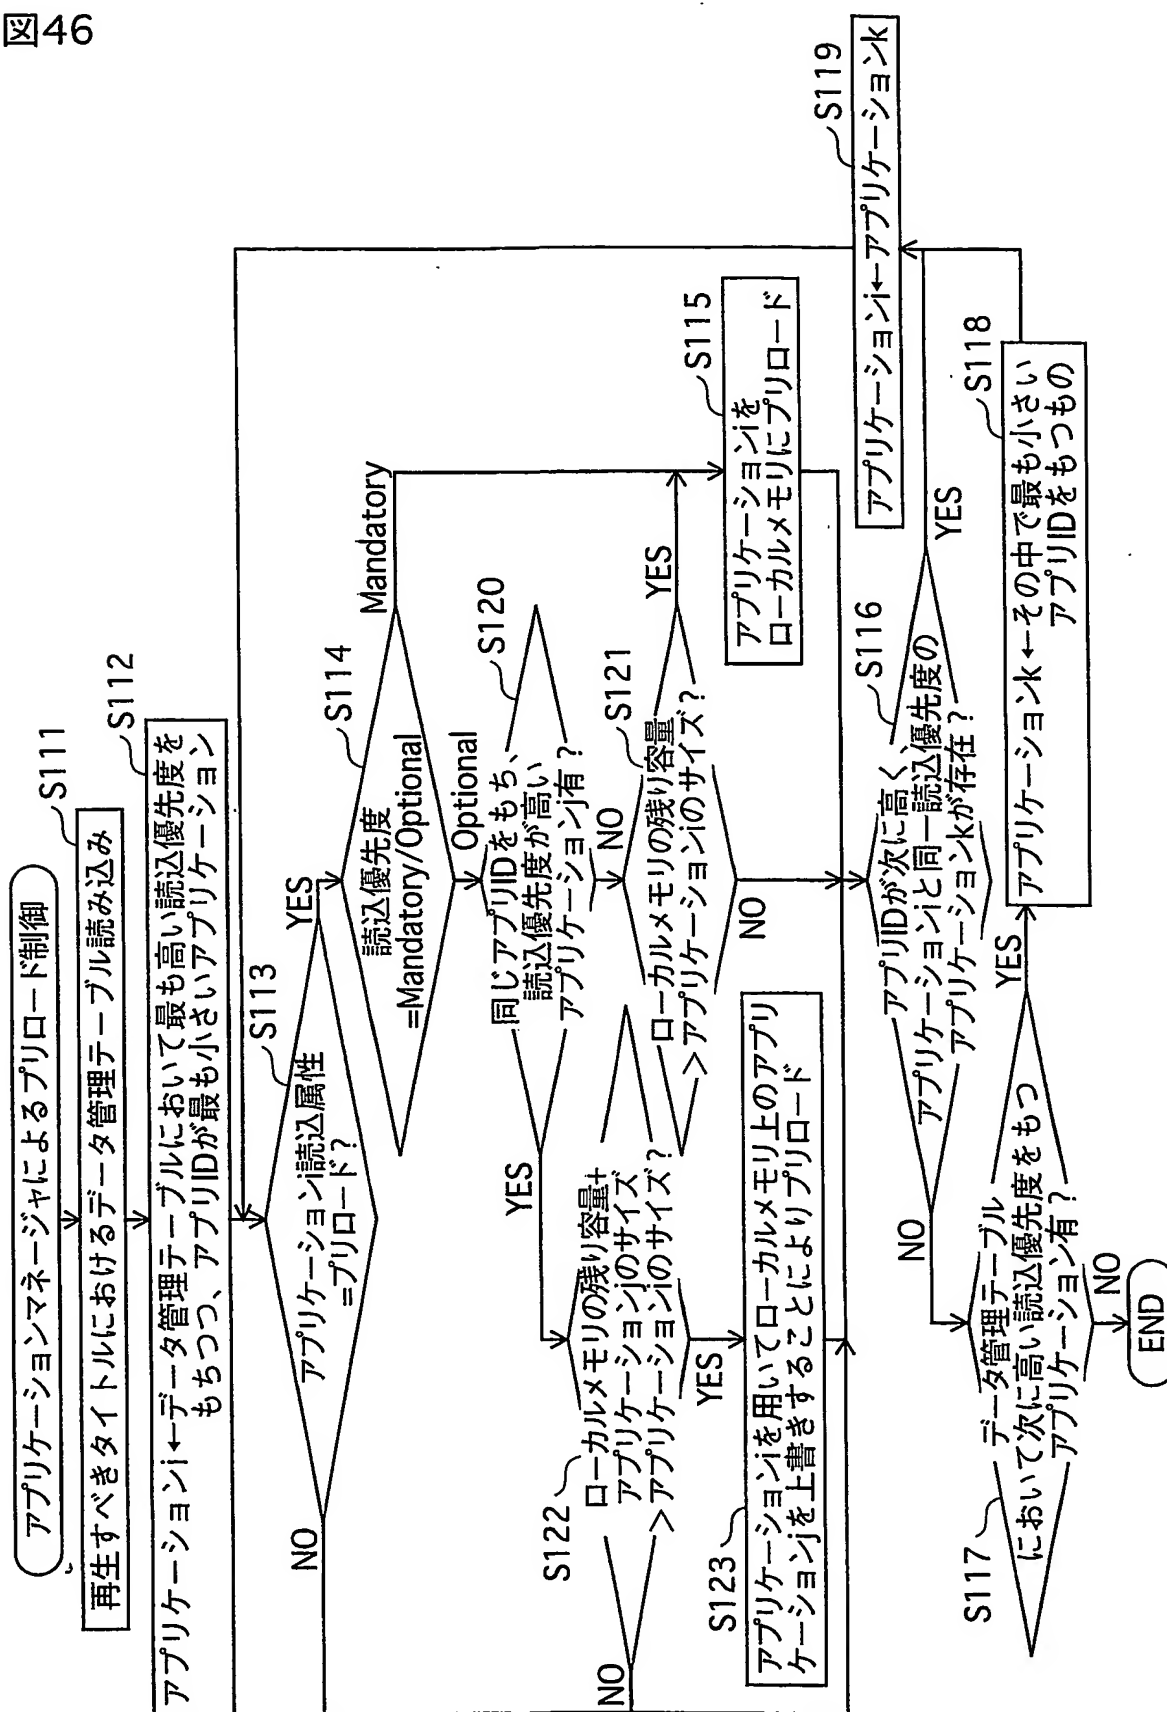 図46
アプリケーションマネージャによるプリロード制御
S111
再生すべきタイトルにおけるデータ管理テーブル読み込み
S112
アプリケーションi←データ管理テーブルにおいて最も高い読込優先度を
もちつつ、アプリIDが最も小さいアプリケーション
S113
アプリケーションi読込属性
=プリロード?
NO
YES
S114
読込優先度
=Mandatory/Optional
Mandatory
Optional
S120
同じアプリIDをもち、
読込優先度が高い
アプリケーションj有?
YES
NO
S121
ローカルメモリの残り容量
>アプリケーションiのサイズ?
YES
NO
S115
アプリケーションiを
ローカルメモリにプリロード
S122
ローカルメモリの残り容量+
アプリケーションjのサイズ
>アプリケーションiのサイズ?
NO
YES
S123
アプリケーションiを用いてローカルメモリ上のアプリ
ケーションjを上書きすることによりプリロード
S116
アプリIDが次に高く、
アプリケーションiと同一読込優先度の
アプリケーションkが存在?
NO
YES
S117
データ管理テーブル
において次に高い読込優先度をもつ
アプリケーション有?
YES
NO
S118
アプリケーションk←その中で最も小さい
アプリIDをもつもの
S119
アプリケーションi←アプリケーションk
END